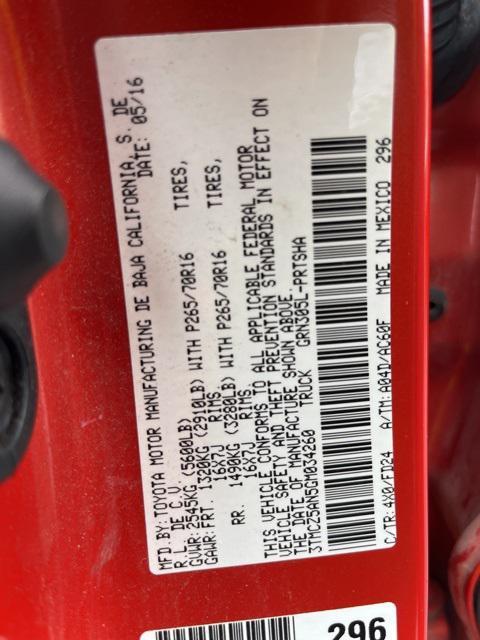 MFD.BY:TOYOTA MOTOR MANUFACTURING DE BAJA CALIFORNIA, S. DE
R.L. DE C.V. DATE: 05/16
GVWR:2545KG (5600LB)
GAWR:FRT. 1320KG (2910LB) WITH P265/70R16 TIRES,
16X7J RIMS
RR. 1490KG (3280LB) WITH P265/70R16 TIRES,
16X7J RIMS
THIS VEHICLE CONFORMS TO ALL APPLICABLE FEDERAL MOTOR
VEHICLE SAFETY AND THEFT PREVENTION STANDARDS IN EFFECT ON
THE DATE OF MANUFACTURE SHOWN ABOVE
3TMCZ5AN5GM034260 TRUCK GRN305L-PRTSHA
C/TR:4X0/FD24 A/TM:A04D/AC60F MADE IN MEXICO 296
296